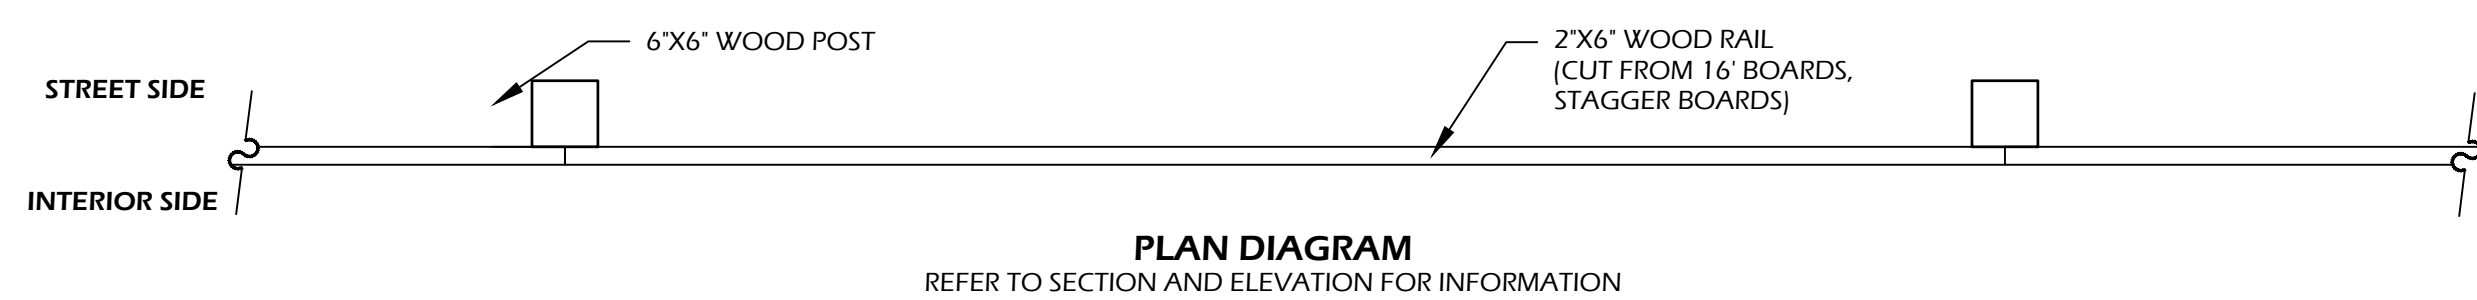 6"X6" WOOD POST
2"X6" WOOD RAIL
(CUT FROM 16' BOARDS,
STAGGER BOARDS)
STREET SIDE
INTERIOR SIDE
PLAN DIAGRAM
REFER TO SECTION AND ELEVATION FOR INFORMATION